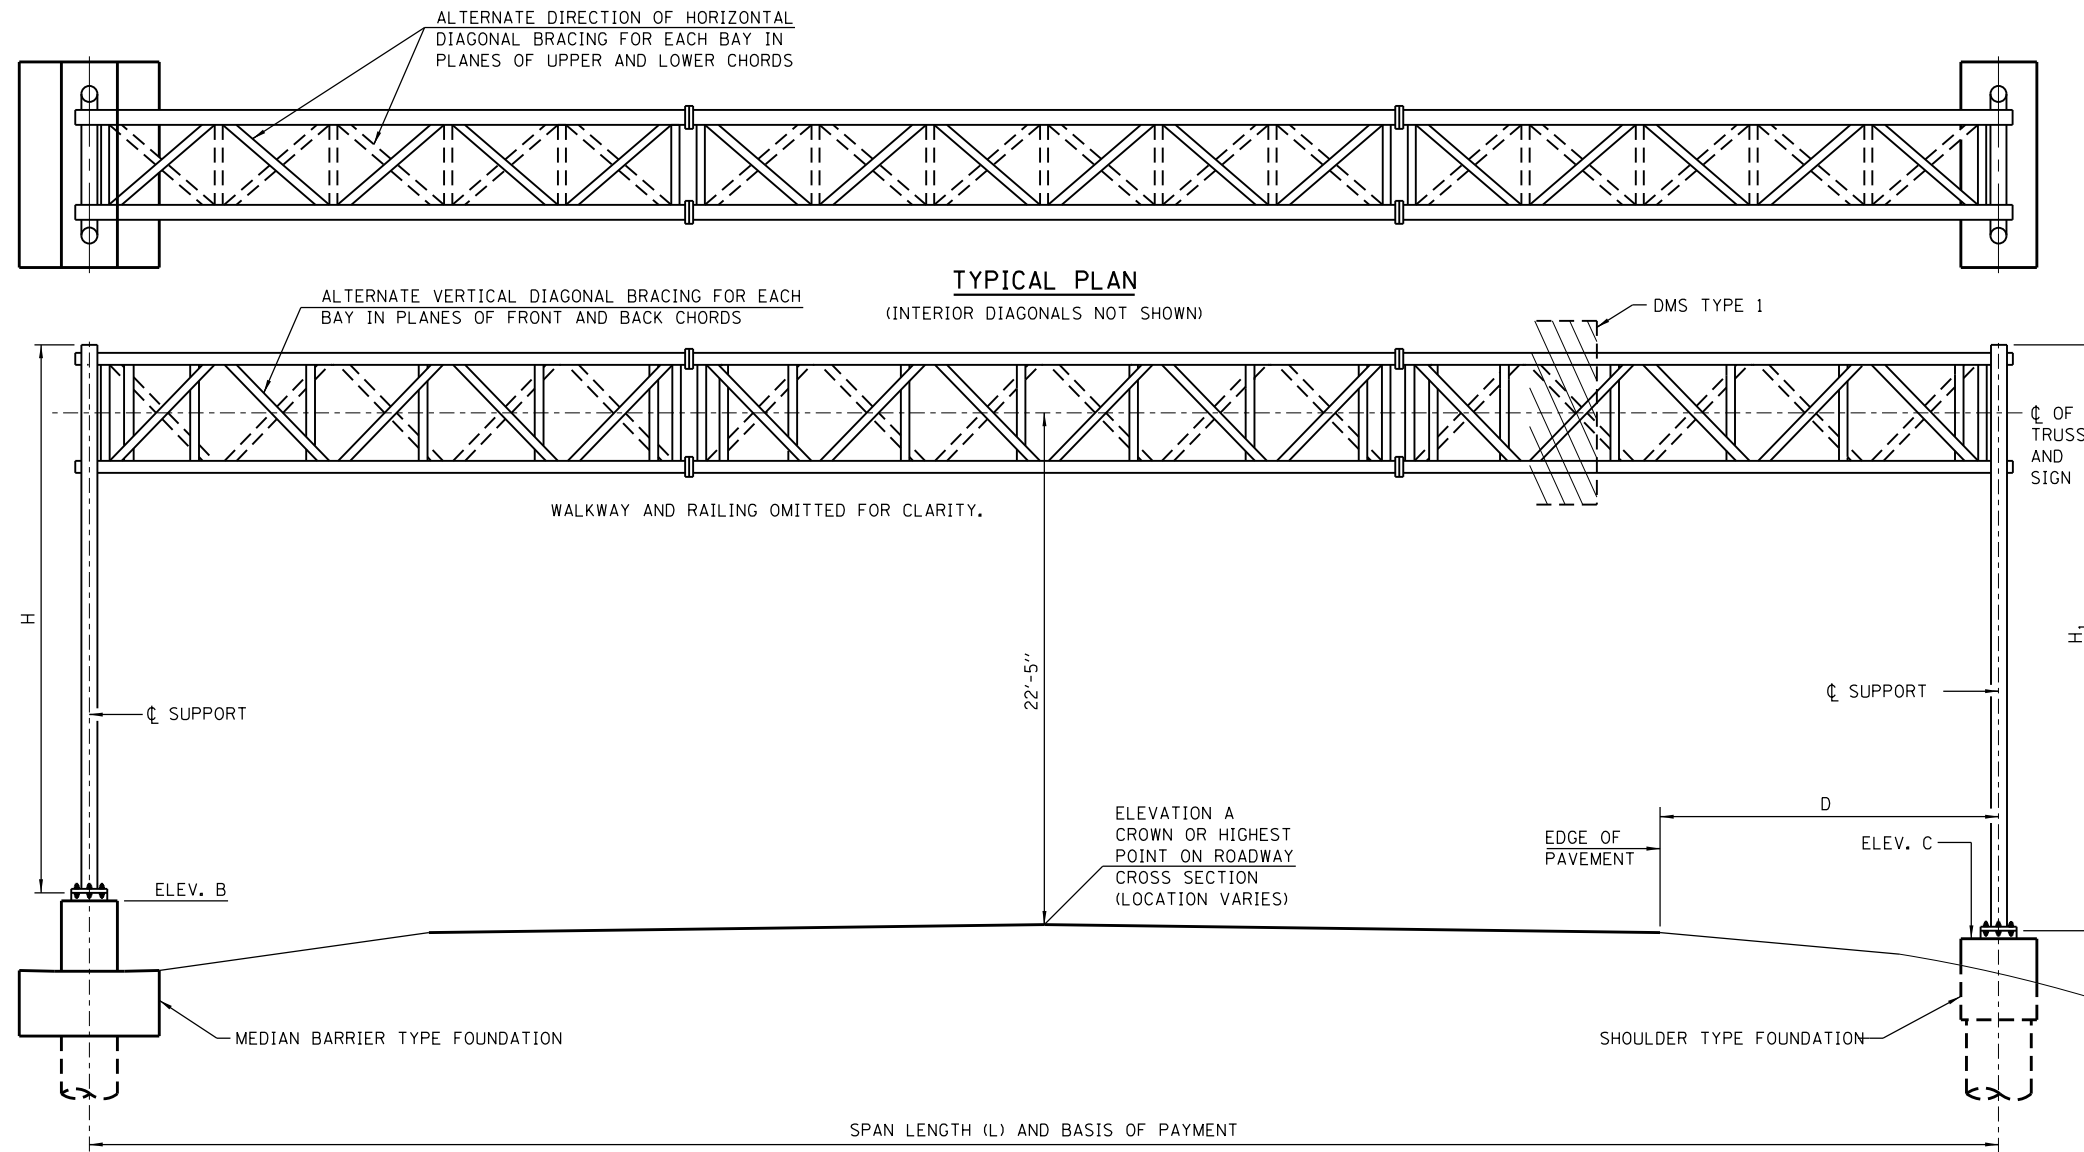 ALTERNATE DIRECTION OF HORIZONTAL
DIAGONAL BRACING FOR EACH BAY IN
PLANES OF UPPER AND LOWER CHORDS
TYPICAL PLAN
(INTERIOR DIAGONALS NOT SHOWN)
ALTERNATE VERTICAL DIAGONAL BRACING FOR EACH
BAY IN PLANES OF FRONT AND BACK CHORDS
DMS TYPE 1
℄ OF
TRUSS
AND
SIGN
WALKWAY AND RAILING OMITTED FOR CLARITY.
H
H1
22'-5"
℄ SUPPORT
℄ SUPPORT
ELEVATION A
CROWN OR HIGHEST
POINT ON ROADWAY
CROSS SECTION
(LOCATION VARIES)
D
EDGE OF
PAVEMENT
ELEV. C
ELEV. B
MEDIAN BARRIER TYPE FOUNDATION
SHOULDER TYPE FOUNDATION
SPAN LENGTH (L) AND BASIS OF PAYMENT